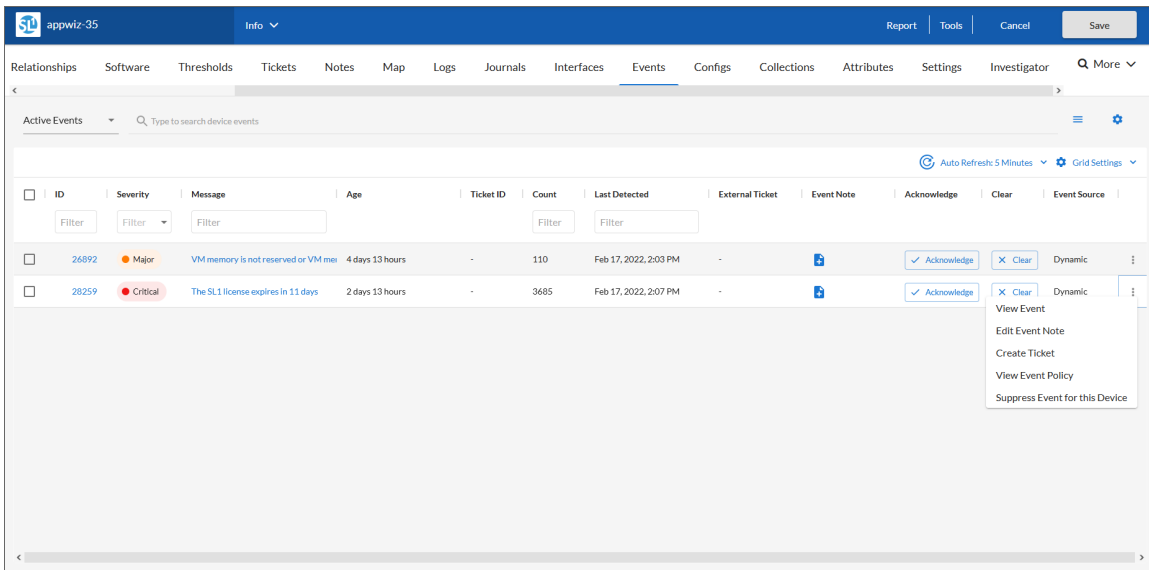 SL1 appwiz-35 Info Report Tools Cancel Save
Relationships Software Thresholds Tickets Notes Map Logs Journals Interfaces Events Configs Collections Attributes Settings Investigator More
Active Events Type to search device events
Auto Refresh: 5 Minutes Grid Settings
ID Severity Message Age Ticket ID Count Last Detected External Ticket Event Note Acknowledge Clear Event Source
Filter Filter Filter Filter Filter
26892 Major VM memory is not reserved or VM mer 4 days 13 hours - 110 Feb 17, 2022, 2:03 PM - Acknowledge Clear Dynamic
28259 Critical The SL1 license expires in 11 days 2 days 13 hours - 3685 Feb 17, 2022, 2:07 PM - Acknowledge Clear Dynamic
View Event
Edit Event Note
Create Ticket
View Event Policy
Suppress Event for this Device